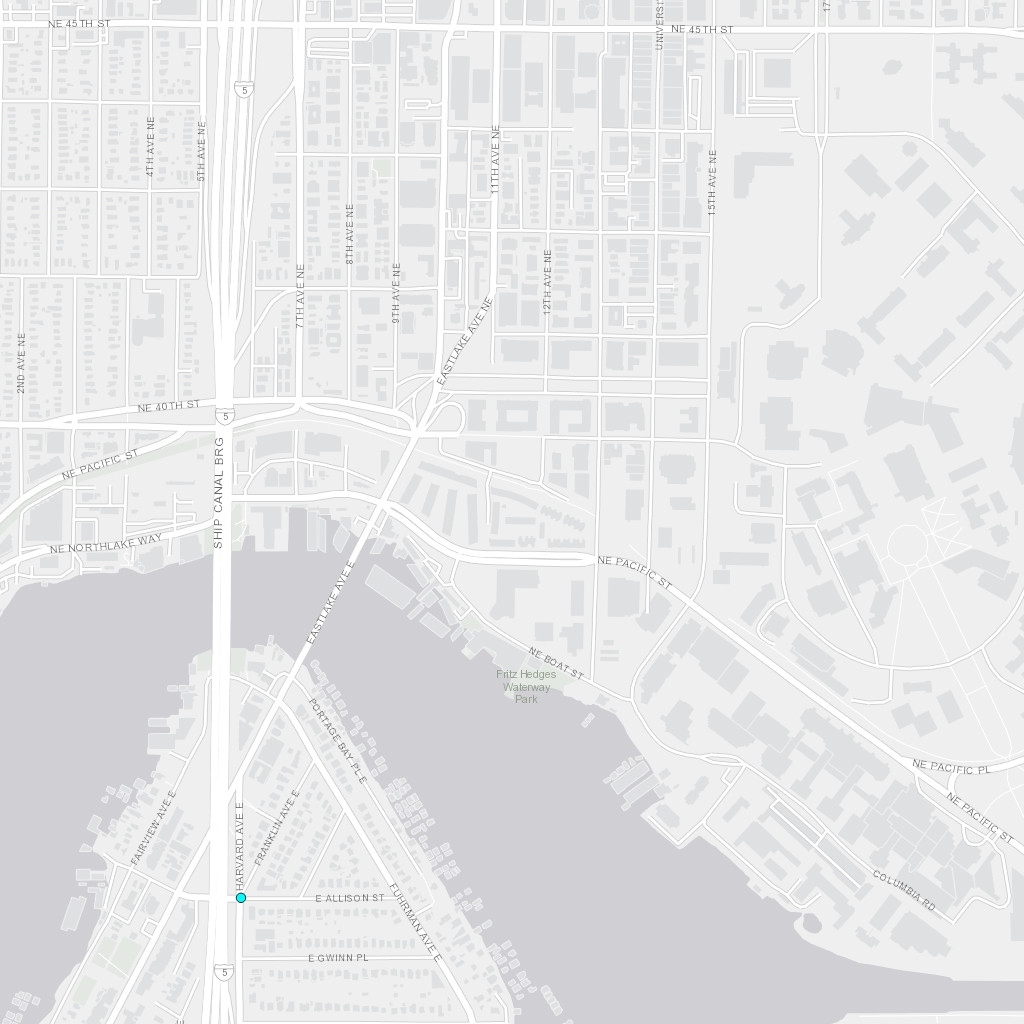 NE 45TH ST
UNIVERSI
17
NE 45TH ST
5
4TH AVE NE
5TH AVE NE
11TH AVE NE
15TH AVE NE
8TH AVE NE
7TH AVE NE
9TH AVE NE
12TH AVE NE
2ND AVE NE
EASTLAKE AVE NE
NE 40TH ST
5
NE PACIFIC ST
SHIP CANAL BRG
NE NORTHLAKE WAY
NE PACIFIC ST
EASTLAKE AVE E
NE BOAT ST
Fritz Hedges
Waterway
Park
PORTAGE BAY PL E
NE PACIFIC PL
NE PACIFIC ST
FAIRVIEW AVE E
HARVARD AVE E
FRANKLIN AVE E
COLUMBIA RD
E ALLISON ST
FUHRMAN AVE E
E GWINN PL
5